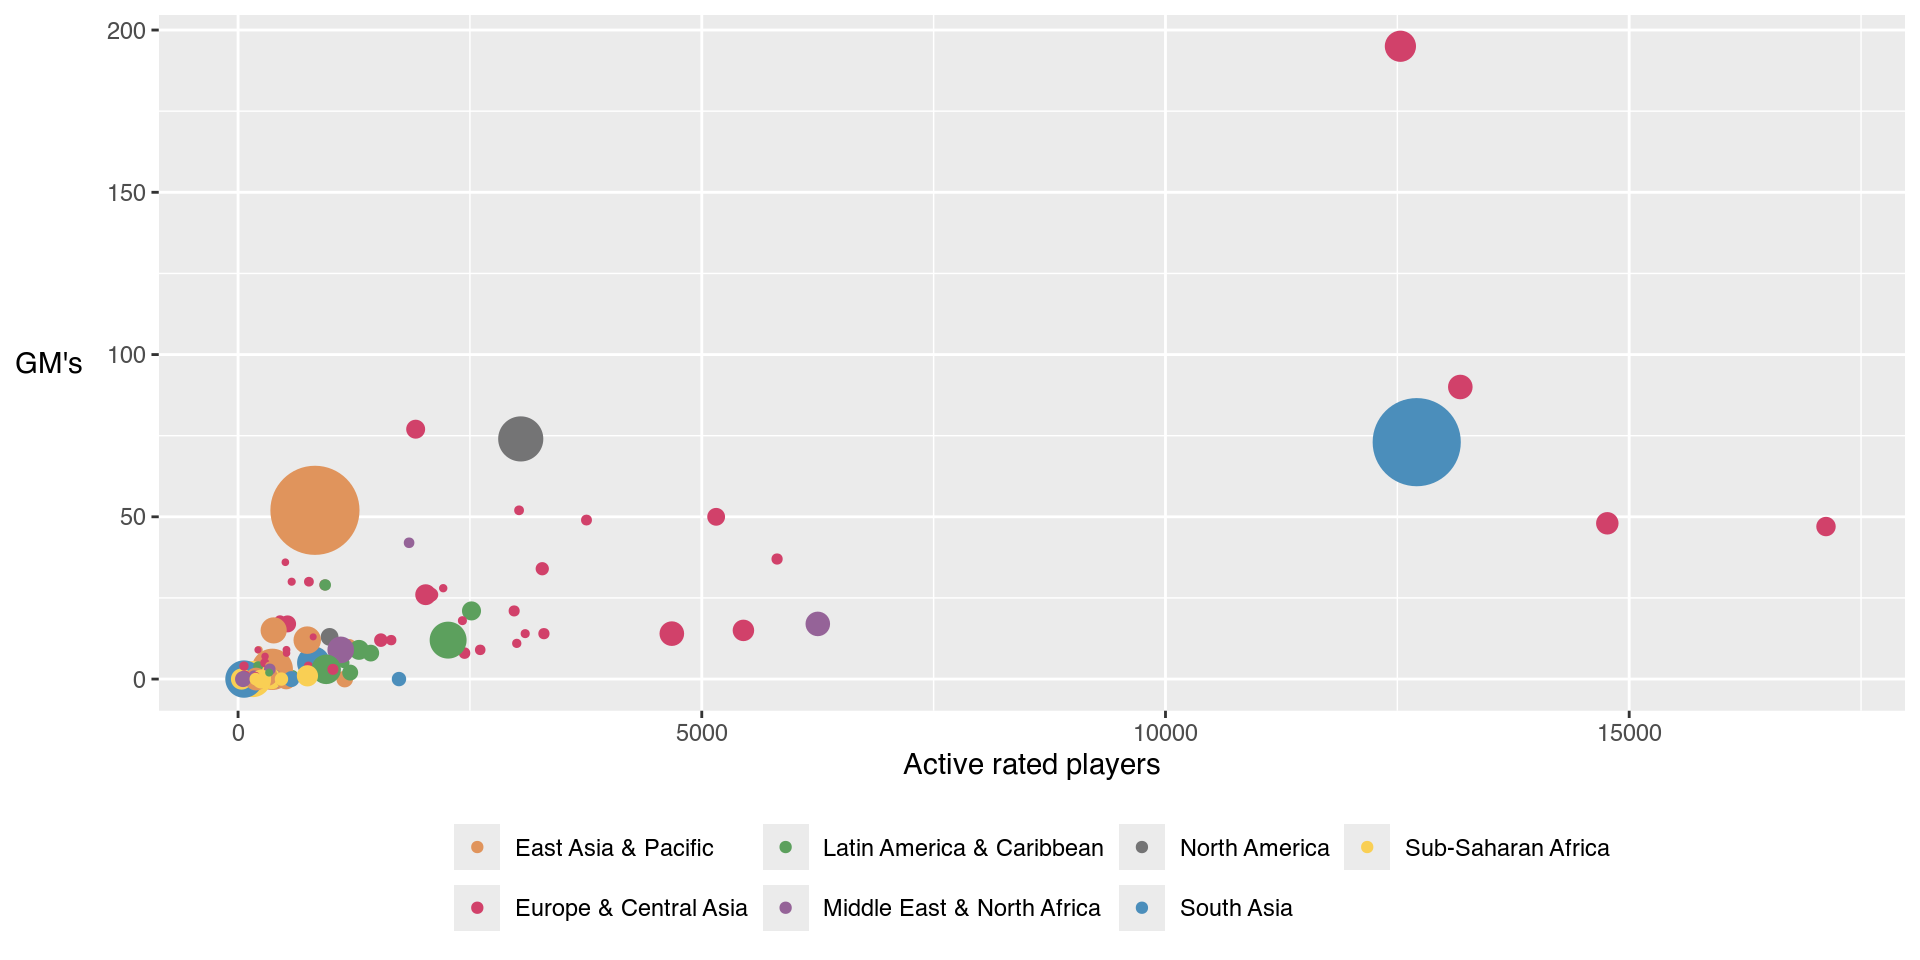 200
150
100
50
0
GM's
0 5000 10000 15000
Active rated players
East Asia & Pacific Latin America & Caribbean North America Sub-Saharan Africa
Europe & Central Asia Middle East & North Africa South Asia